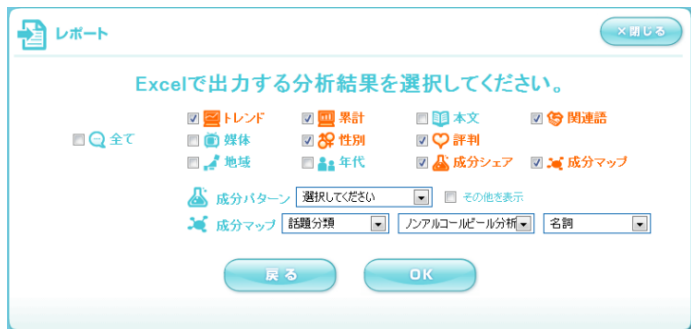 レポート
×閉じる
Excelで出力する分析結果を選択してください。
トレンド 累計 本文 関連語
全て 媒体 性別 評判
地域 年代 成分シェア 成分マップ
成分パターン 選択してください その他を表示
成分マップ 話題分類 ノンアルコールビール分析 名詞
戻る OK